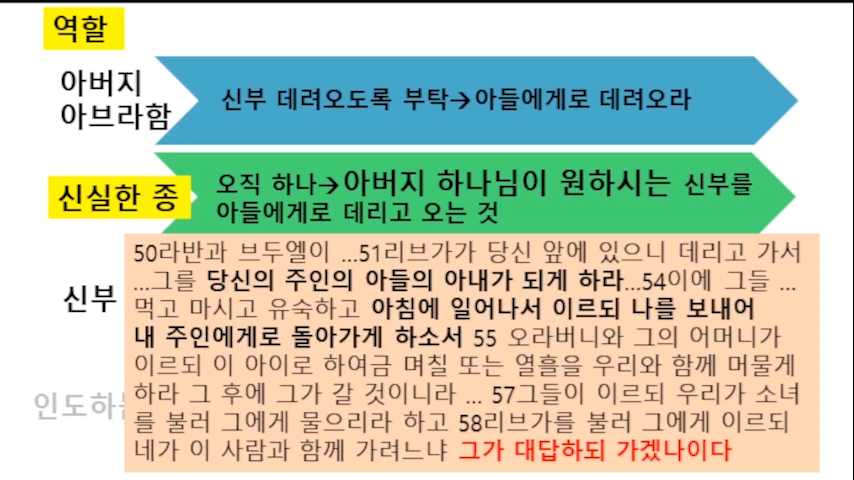 역할
아버지
아브라함
신부 데려오도록 부탁→아들에게로 데려오라
신실한 종
오직 하나→아버지 하나님이 원하시는 신부를
아들에게로 데리고 오는 것
신부
50라반과 브두엘이 ...51리브가가 당신 앞에 있으니 데리고 가서
...그를 당신의 주인의 아들의 아내가 되게 하라...54이에 그들 ...
먹고 마시고 유숙하고 아침에 일어나서 이르되 나를 보내어
내 주인에게로 돌아가게 하소서 55 오라버니와 그의 어머니가
이르되 이 아이로 하여금 며칠 또는 열흘을 우리와 함께 머물게
하라 그 후에 그가 갈 것이니라 ... 57그들이 이르되 우리가 소녀
를 불러 그에게 물으리라 하고 58리브가를 불러 그에게 이르되
네가 이 사람과 함께 가려느냐 그가 대답하되 가겠나이다
인도하